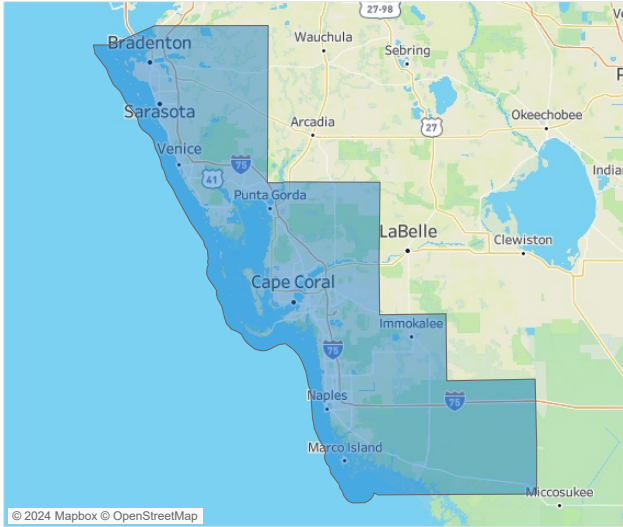 27-98
Bradenton
Wauchula
Sebring
Sarasota
Arcadia
27
Okeechobee
Venice
75
41
Punta Gorda
LaBelle
Clewiston
Cape Coral
Immokalee
75
Naples
75
Marco Island
Miccosukee
© 2024 Mapbox © OpenStreetMap